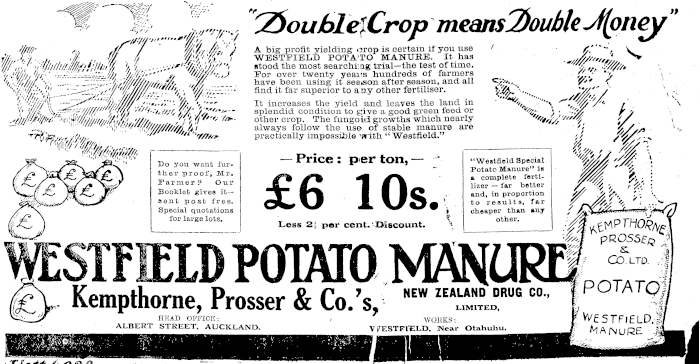 "Double Crop means Double Money"
A big profit yielding crop is certain if you use
WESTFIELD POTATO MANURE. It has
stood the most searching trial—the test of time.
For over twenty years hundreds of farmers
have been using it season after season, and all
find it far superior to any other fertiliser.
It increases the yield and leaves the land in
splendid condition to give a good green feed or
other crop. The fungoid growths which nearly
always follow the use of stable manure are
practically impossible with "Westfield."
Do you want fur-
ther proof, Mr.
Farmer? Our
Booklet gives it—
sent post free.
Special quotations
for large lots.
— Price: per ton, —
£6 10s.
Less 2½ per cent. Discount.
"Westfield Special
Potato Manure" is
a complete ferti-
lizer—far better
and, in proportion
to results, far
cheaper than any
other.
£
£
£
£
£
£
WESTFIELD POTATO MANURE
Kempthorne, Prosser & Co.'s, NEW ZEALAND DRUG CO.,
LIMITED,
HEAD OFFICE:
ALBERT STREET, AUCKLAND.
WORKS:
WESTFIELD, Near Otahuhu.
KEMPTHORNE
PROSSER
&
CO. LTD.
POTATO
WESTFIELD.
MANURE